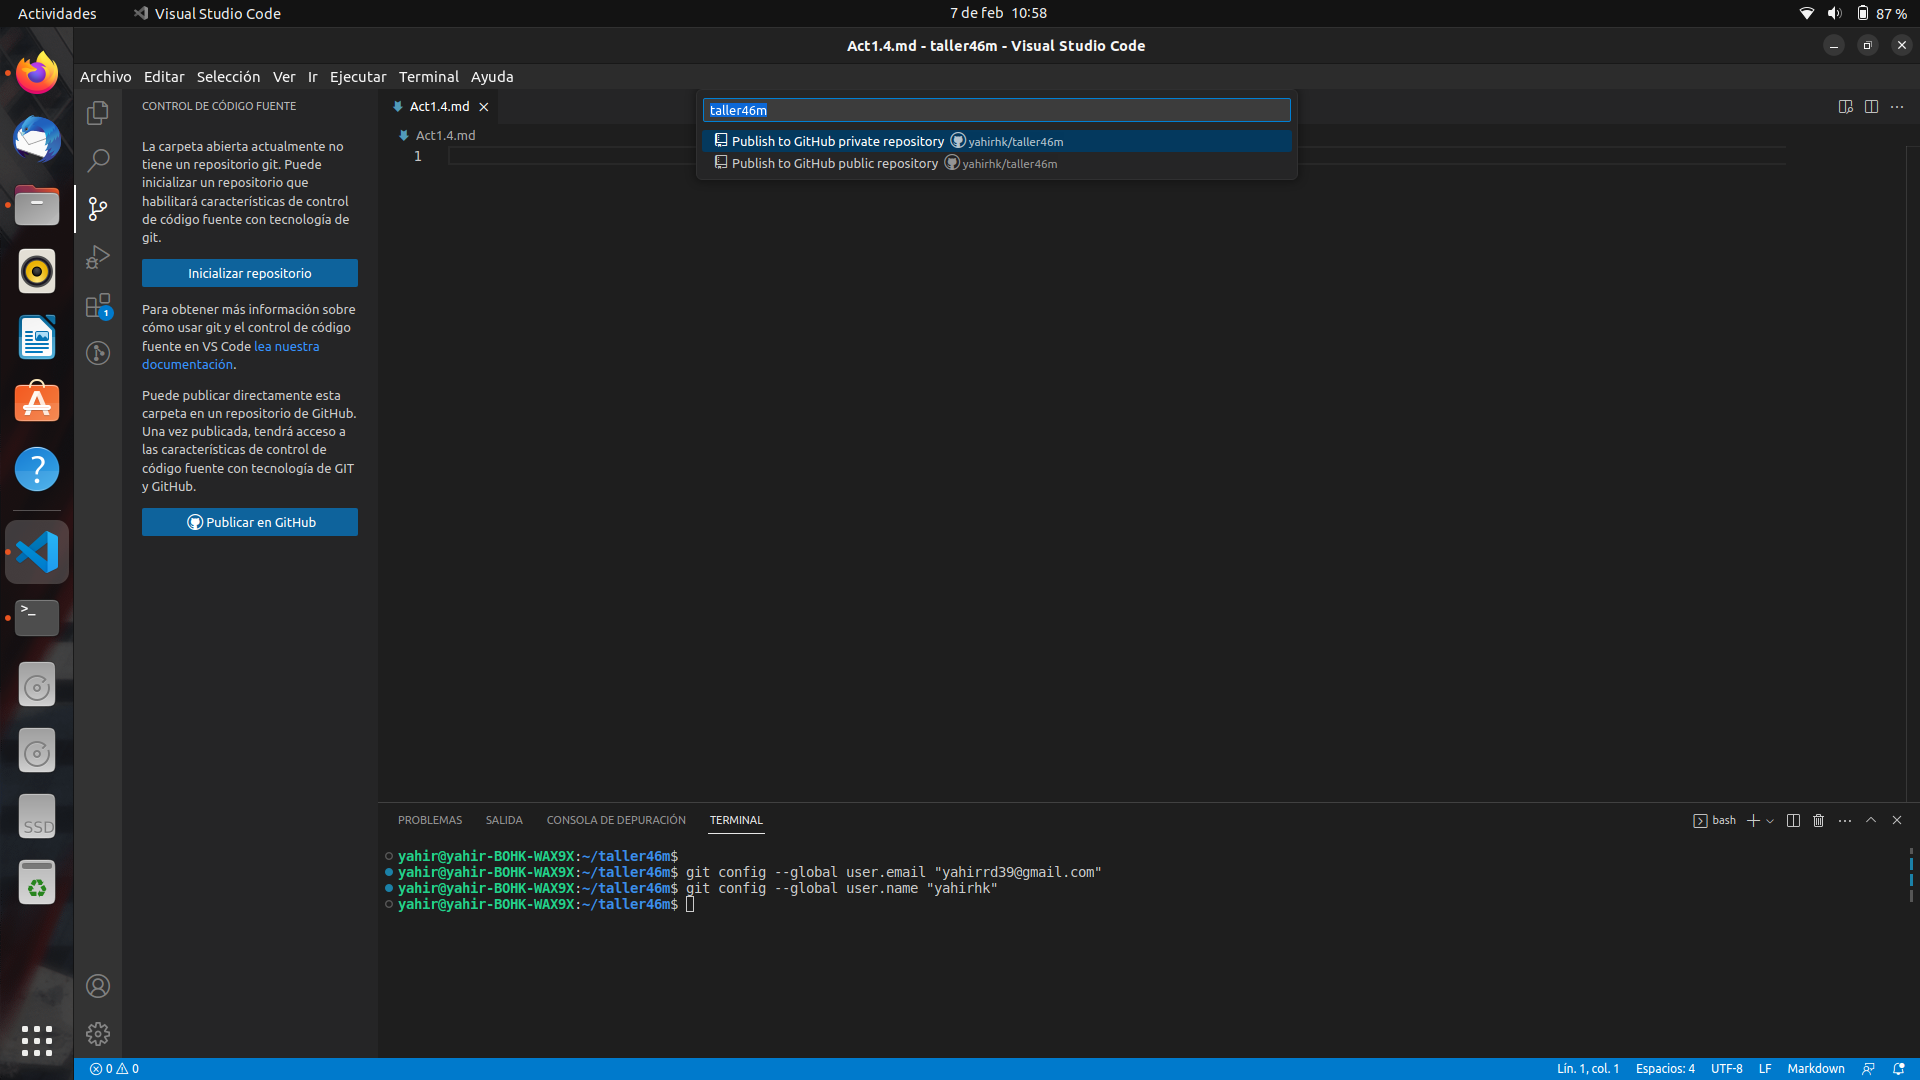 Actividades
Visual Studio Code
7 de feb 10:58
87 %
Act1.4.md - taller46m - Visual Studio Code
Archivo Editar Selección Ver Ir Ejecutar Terminal Ayuda
CONTROL DE CÓDIGO FUENTE
La carpeta abierta actualmente no
tiene un repositorio git. Puede
inicializar un repositorio que
habilitará características de control
de código fuente con tecnología de
git.
Inicializar repositorio
Para obtener más información sobre
cómo usar git y el control de código
fuente en VS Code lea nuestra
documentación.
Puede publicar directamente esta
carpeta en un repositorio de GitHub.
Una vez publicada, tendrá acceso a
las características de control de
código fuente con tecnología de GIT
y GitHub.
Publicar en GitHub
1
SSD
Act1.4.md
Act1.4.md
1
taller46m
Publish to GitHub private repository yahirhk/taller46m
Publish to GitHub public repository yahirhk/taller46m
PROBLEMAS SALIDA CONSOLA DE DEPURACIÓN TERMINAL
bash
yahir@yahir-BOHK-WAX9X:~/taller46m$
yahir@yahir-BOHK-WAX9X:~/taller46m$ git config --global user.email "yahirrd39@gmail.com"
yahir@yahir-BOHK-WAX9X:~/taller46m$ git config --global user.name "yahirhk"
yahir@yahir-BOHK-WAX9X:~/taller46m$
0 0
Lín. 1, col. 1 Espacios: 4 UTF-8 LF Markdown